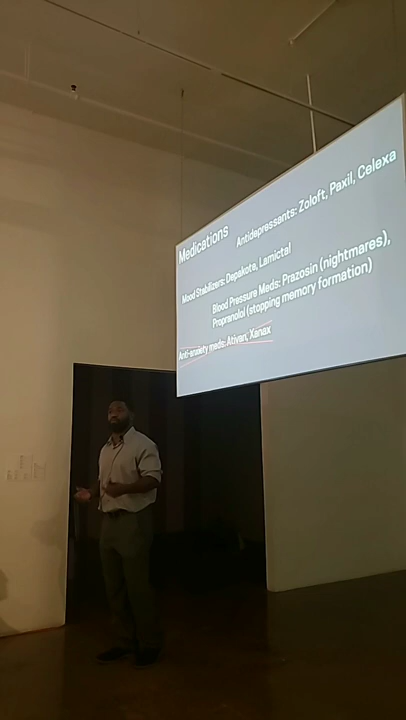 Medications
Antidepressents: Zoloft, Paxil, Celexa
Mood Stabilizers: Depakote, Lamictal
Blood Pressure Meds: Prazosin (nightmares),
Propranolol (stopping memory formation)
Anti-anxiety meds: Ativan, Xanax